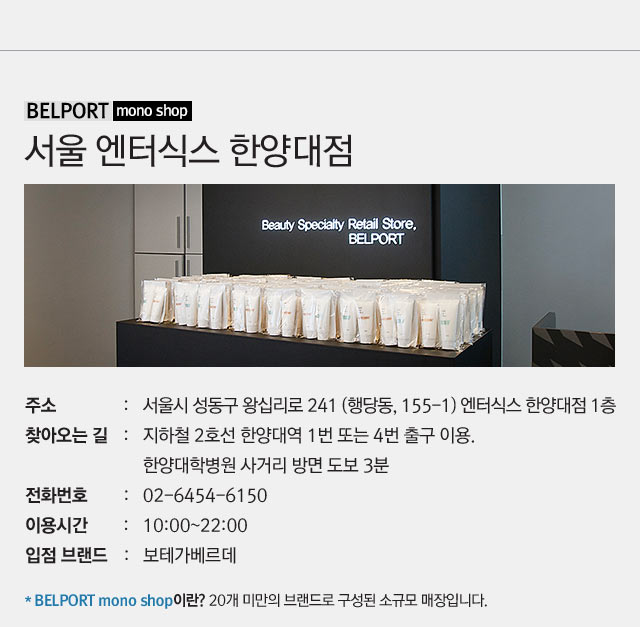 BELPORT mono shop
서울 엔터식스 한양대점
Beauty Specialty Retail Store,
BELPORT
주소 : 서울시 성동구 왕십리로 241 (행당동, 155-1) 엔터식스 한양대점 1층
찾아오는 길 : 지하철 2호선 한양대역 1번 또는 4번 출구 이용.
한양대학병원 사거리 방면 도보 3분
전화번호 : 02-6454-6150
이용시간 : 10:00~22:00
입점 브랜드 : 보테가베르데
* BELPORT mono shop이란? 20개 미만의 브랜드로 구성된 소규모 매장입니다.